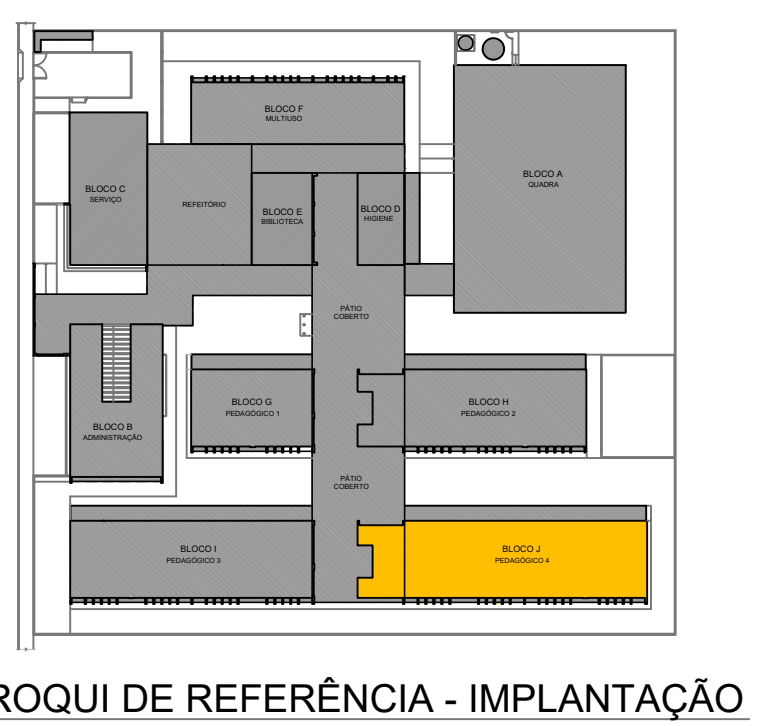 BLOCO F
MULTIUSO
BLOCO A
QUADRA
BLOCO C
SERVIÇO
REFEITÓRIO
BLOCO E
BIBLIOTECA
BLOCO D
HIGIENE
PÁTIO
COBERTO
BLOCO G
PEDAGÓGICO 1
BLOCO H
PEDAGÓGICO 2
BLOCO B
ADMINISTRAÇÃO
PÁTIO
COBERTO
BLOCO I
PEDAGÓGICO 3
BLOCO J
PEDAGÓGICO 4
ROQUI DE REFERÊNCIA - IMPLANTAÇÃO